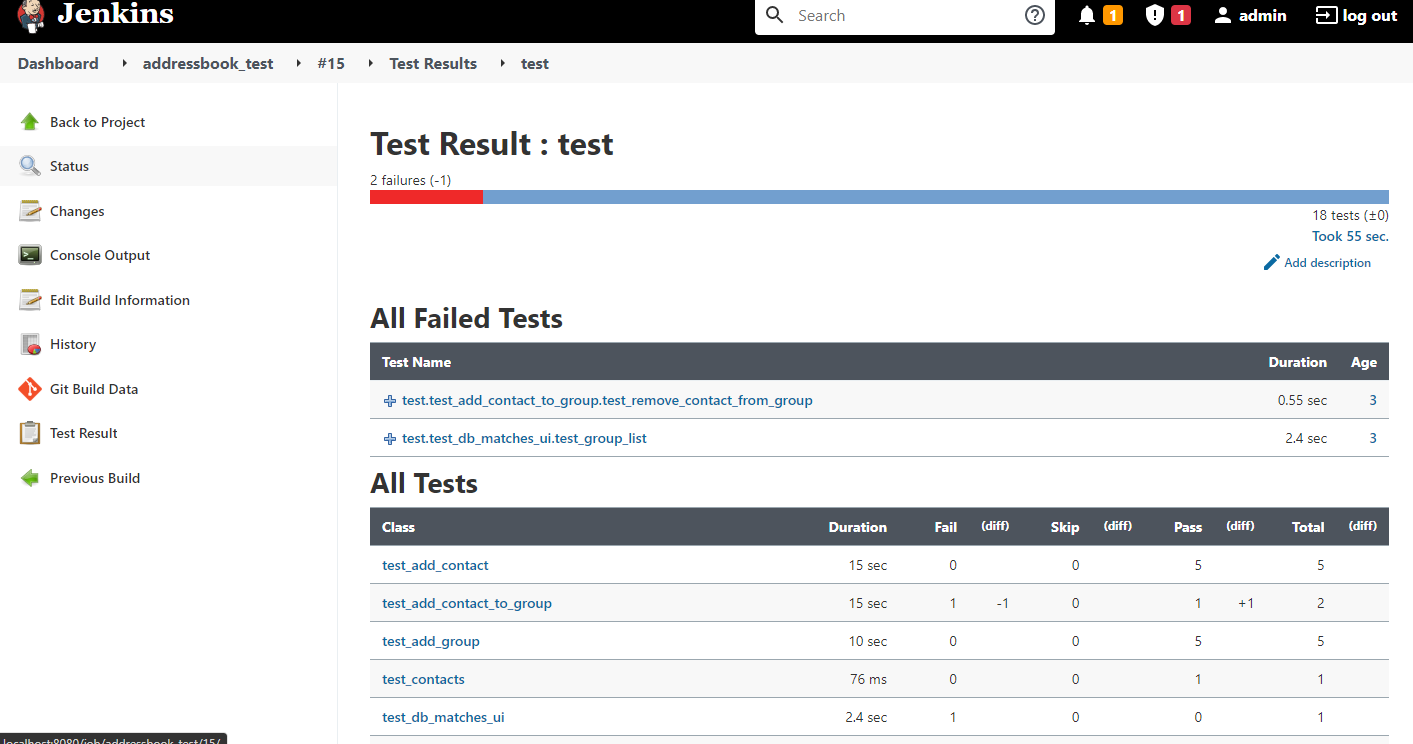 Jenkins
Search
1
1
admin
log out
Dashboard addressbook_test #15 Test Results test
Back to Project
Status
Changes
Console Output
Edit Build Information
History
Git Build Data
Test Result
Previous Build
Test Result : test
2 failures (-1)
18 tests (±0)
Took 55 sec.
Add description
All Failed Tests
Test Name Duration Age
test.test_add_contact_to_group.test_remove_contact_from_group 0.55 sec 3
test.test_db_matches_ui.test_group_list 2.4 sec 3
All Tests
Class Duration Fail (diff) Skip (diff) Pass (diff) Total (diff)
test_add_contact 15 sec 0 0 5 5
test_add_contact_to_group 15 sec 1 -1 0 1 +1 2
test_add_group 10 sec 0 0 5 5
test_contacts 76 ms 0 0 1 1
test_db_matches_ui 2.4 sec 1 0 0 1
localhost:8080/job/addressbook_test/15/